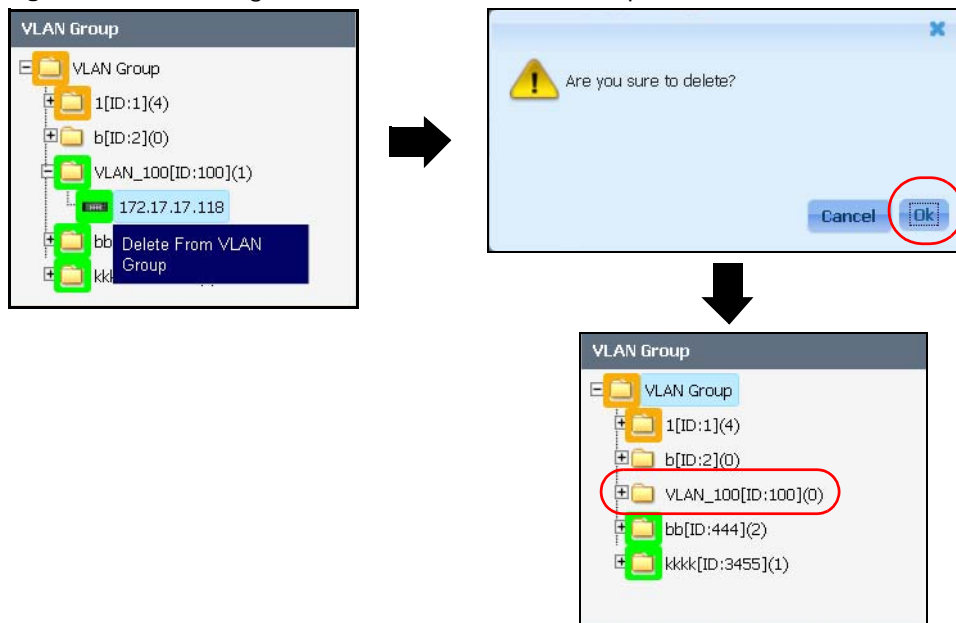 VLAN Group
VLAN Group
1[ID:1](4)
b[ID:2](0)
VLAN_100[ID:100](1)
172.17.17.118
bb
Delete From VLAN
Group
kkk
Are you sure to delete?
Cancel
Ok
VLAN Group
VLAN Group
1[ID:1](4)
b[ID:2](0)
VLAN_100[ID:100](0)
bb[ID:444](2)
kkkk[ID:3455](1)